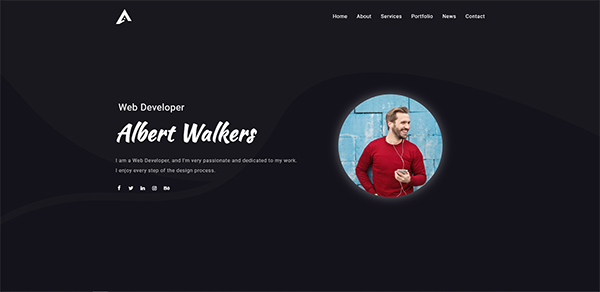 Home About Services Portfolio News Contact
Web Developer
Albert Walkers
I am a Web Developer, and I'm very passionate and dedicated to my work.
I enjoy every step of the design process.